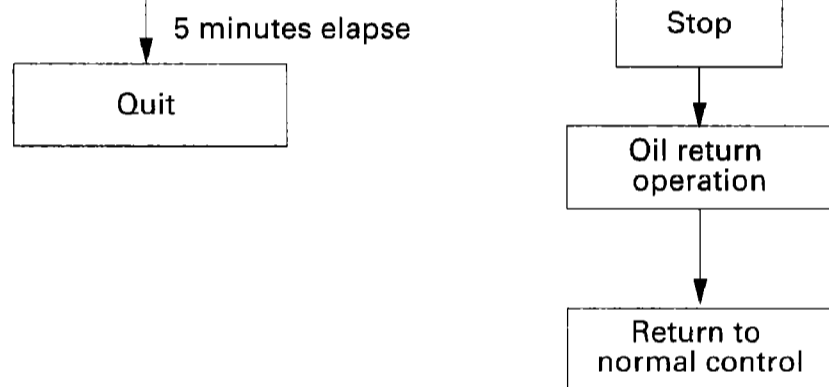 5 minutes elapse
Quit
Stop
Oil return
operation
Return to
normal control